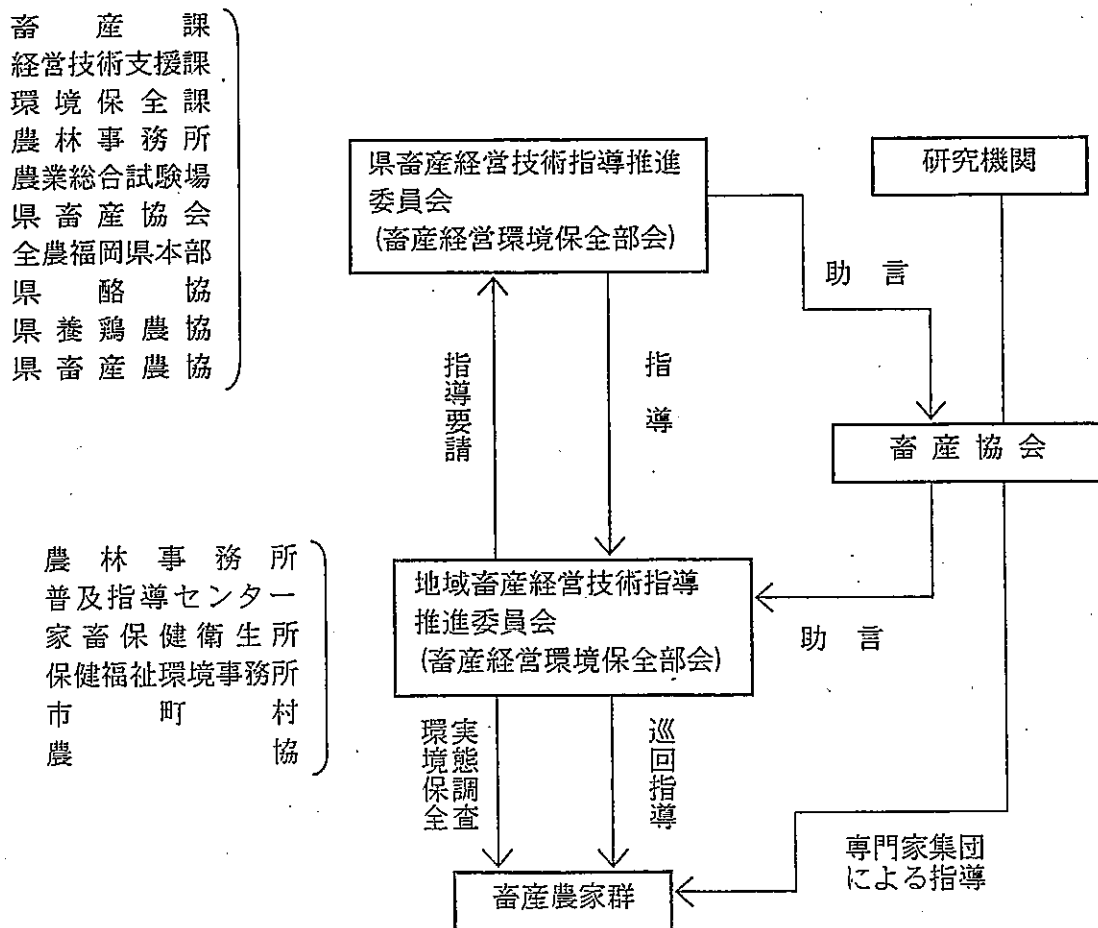 畜産課
経営技術支援課
環境保全課
農林事務所
農業総合試験場
県畜産協会
全農福岡県本部
県酪協
県養鶏農協
県畜産農協
県畜産経営技術指導推進
委員会
(畜産経営環境保全部会)
研究機関
助言
指導要請
指導
畜産協会
農林事務所
普及指導センター
家畜保健衛生所
保健福祉環境事務所
市町村
農協
地域畜産経営技術指導
推進委員会
(畜産経営環境保全部会)
助言
実態調査
環境保全
巡回指導
専門家集団
による指導
畜産農家群